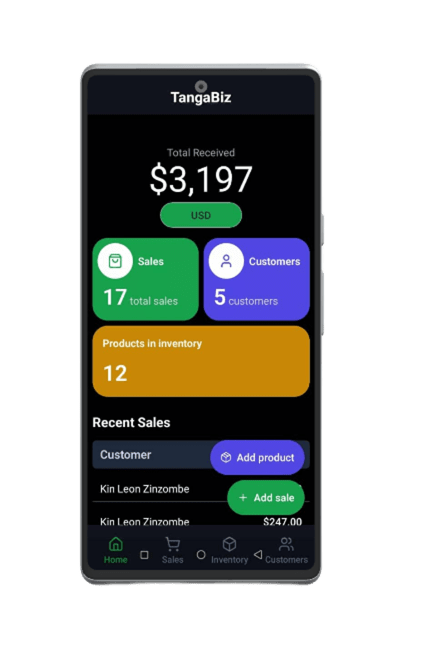 TangaBiz
Total Received
$3,197
USD
Sales
17 total sales
Customers
5 customers
Products in inventory
12
Recent Sales
Customer
Add product
Kin Leon Zinzombe
+ Add sale
Kin Leon Zinzombe $247.00
Home Sales Inventory Customers